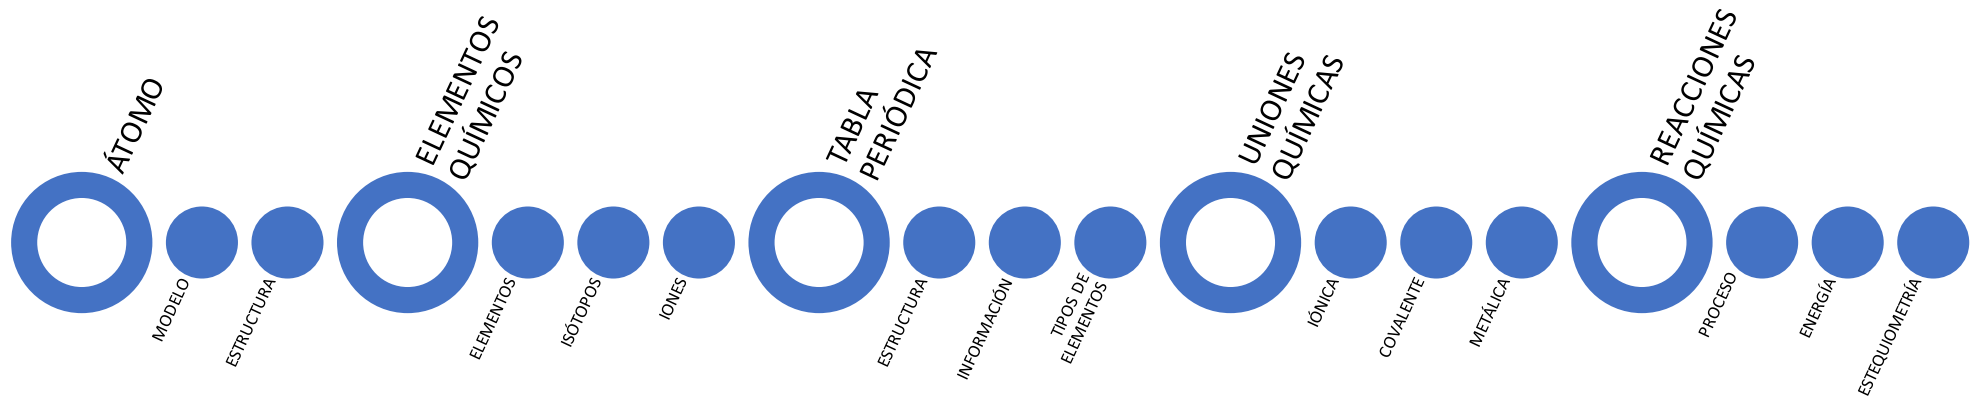 ÁTOMO
MODELO
ESTRUCTURA
ELEMENTOS
QUÍMICOS
ELEMENTOS
ISÓTOPOS
IONES
TABLA
PERIÓDICA
ESTRUCTURA
INFORMACIÓN
TIPOS DE
ELEMENTOS
UNIONES
QUÍMICAS
IÓNICA
COVALENTE
METÁLICA
REACCIONES
QUÍMICAS
PROCESO
ENERGÍA
ESTEQUIOMETRÍA